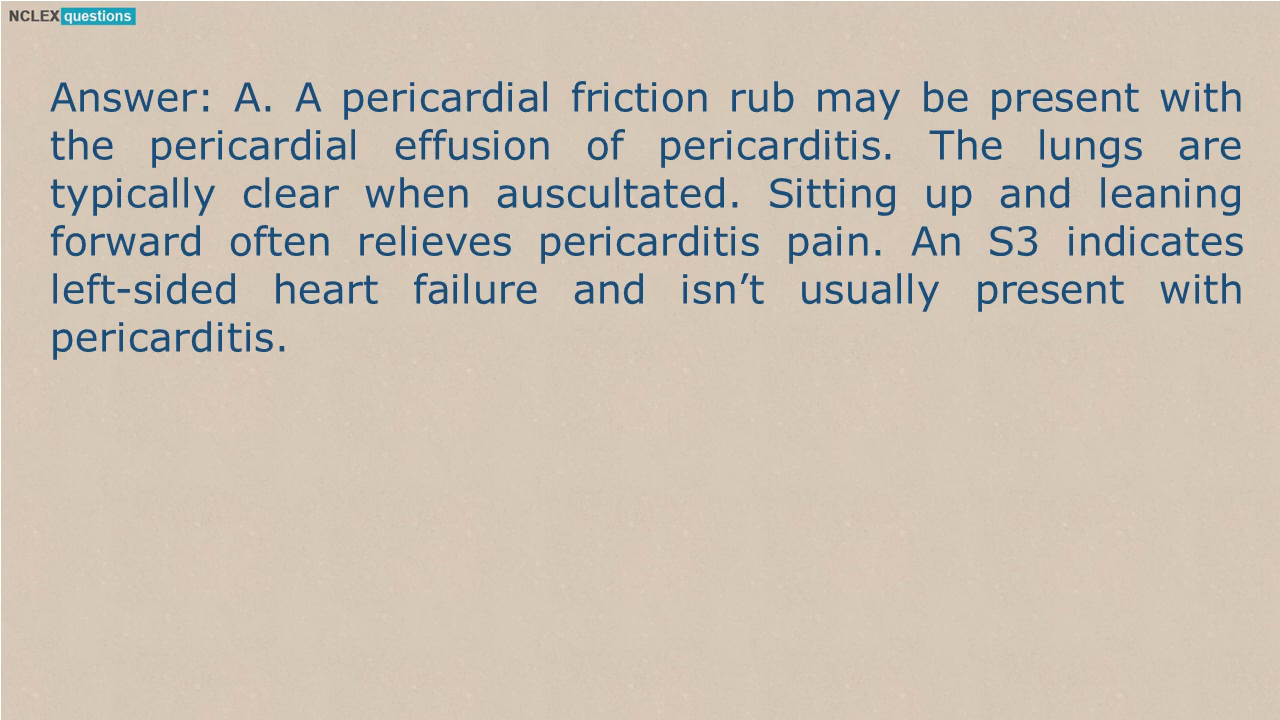 NCLEX questions
Answer: A. A pericardial friction rub may be present with
the pericardial effusion of pericarditis. The lungs are
typically clear when auscultated. Sitting up and leaning
forward often relieves pericarditis pain. An S3 indicates
left-sided heart failure and isn’t usually present with
pericarditis.